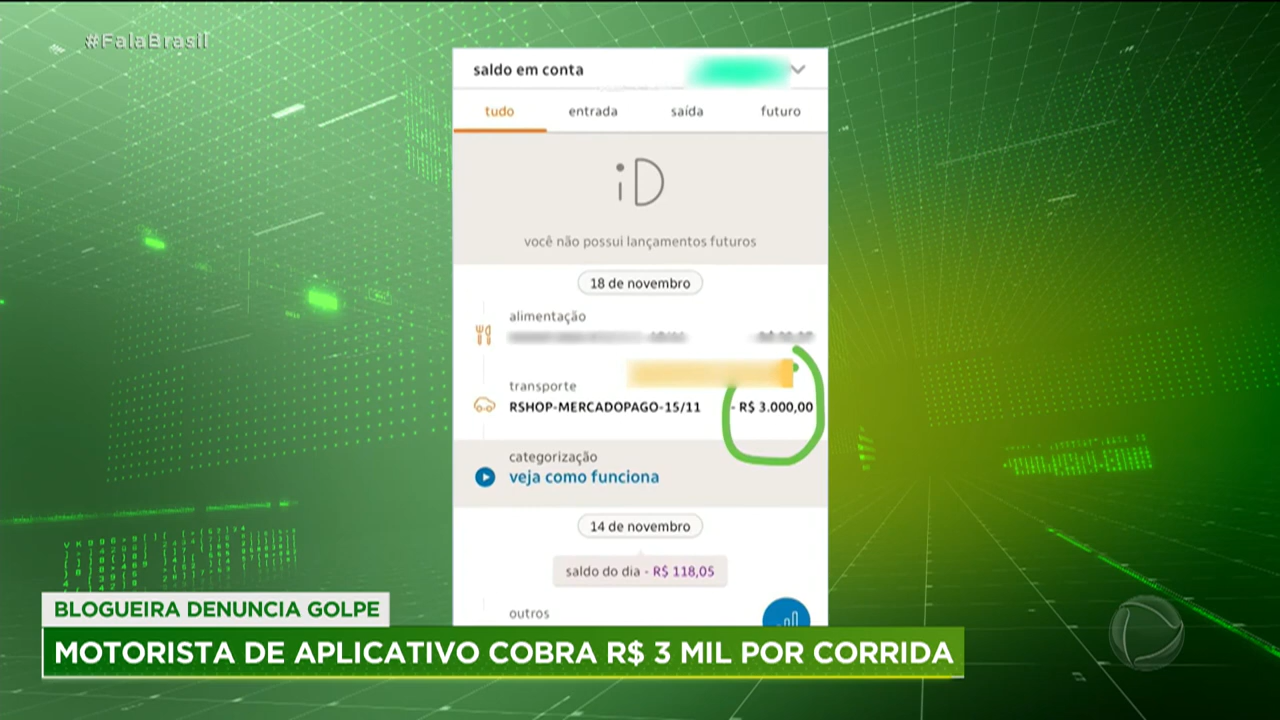 #FalaBrasil
saldo em conta
tudo entrada saída futuro
iD
você não possui lançamentos futuros
18 de novembro
alimentação
transporte
RSHOP-MERCADOPAGO-15/11 - R$ 3.000,00
categorização
veja como funciona
14 de novembro
saldo do dia - R$ 118,05
outros
BLOGUEIRA DENUNCIA GOLPE
MOTORISTA DE APLICATIVO COBRA R$ 3 MIL POR CORRIDA